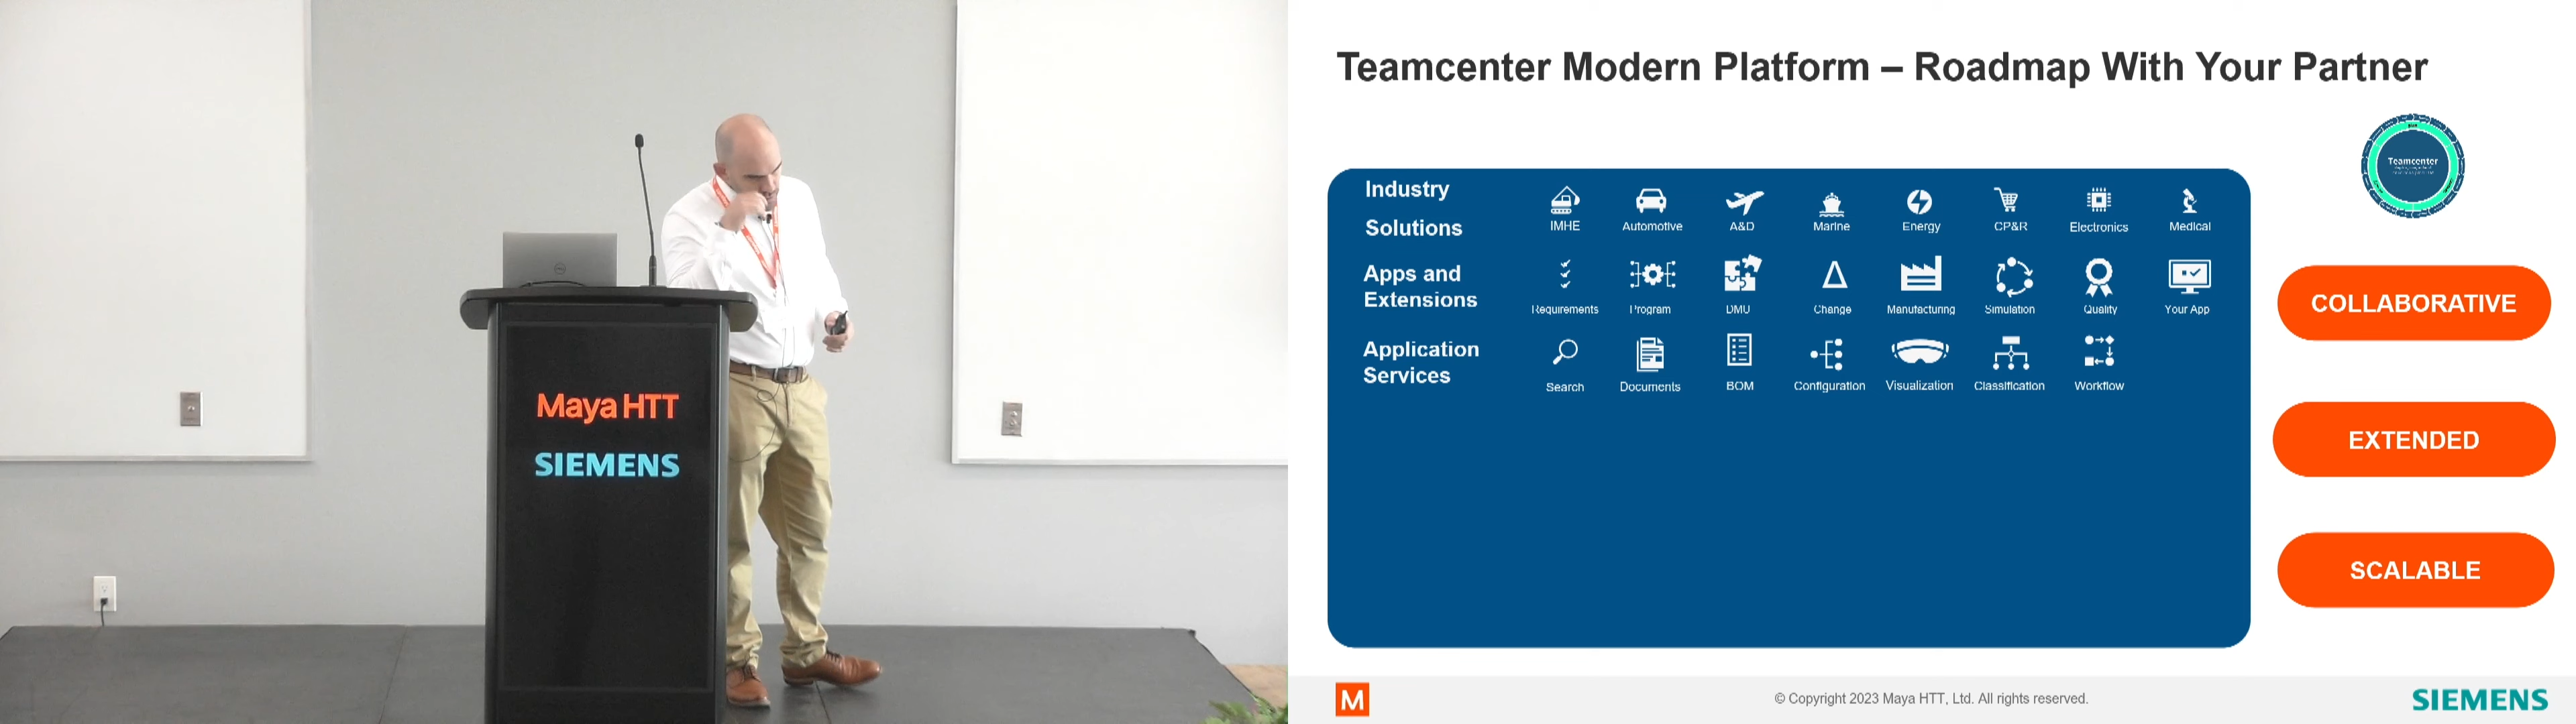 Maya HTT
SIEMENS
Teamcenter Modern Platform – Roadmap With Your Partner
Teamcenter
Industry
Solutions
IMHE
Automotive
A&D
Marine
Energy
CP&R
Electronics
Medical
Apps and
Extensions
Requirements
Program
DMU
Change
Manufacturing
Simulation
Quality
Your App
Application
Services
Search
Documents
BOM
Configuration
Visualization
Classification
Workflow
COLLABORATIVE
EXTENDED
SCALABLE
M
© Copyright 2023 Maya HTT, Ltd. All rights reserved.
SIEMENS